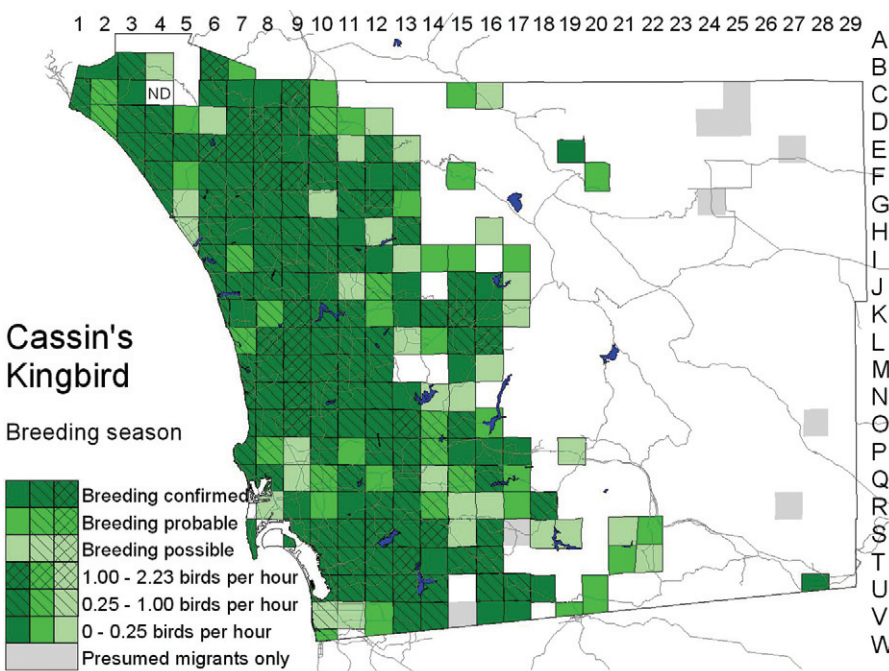 1 2 3 4 5 6 7 8 9 10 11 12 13 14 15 16 17 18 19 20 21 22 23 24 25 26 27 28 29
A
B
C
ND
D
E
F
G
H
I
J
K
L
M
N
O
P
Q
R
S
T
U
V
W
Cassin's
Kingbird
Breeding season
Breeding confirmed
Breeding probable
Breeding possible
1.00 - 2.23 birds per hour
0.25 - 1.00 birds per hour
0 - 0.25 birds per hour
Presumed migrants only